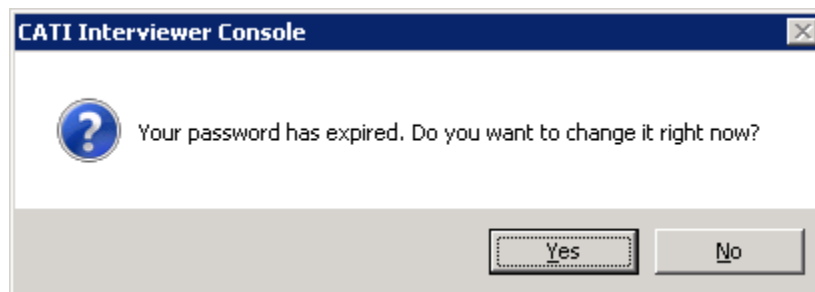 CATI Interviewer Console
Your password has expired. Do you want to change it right now?
Yes
No